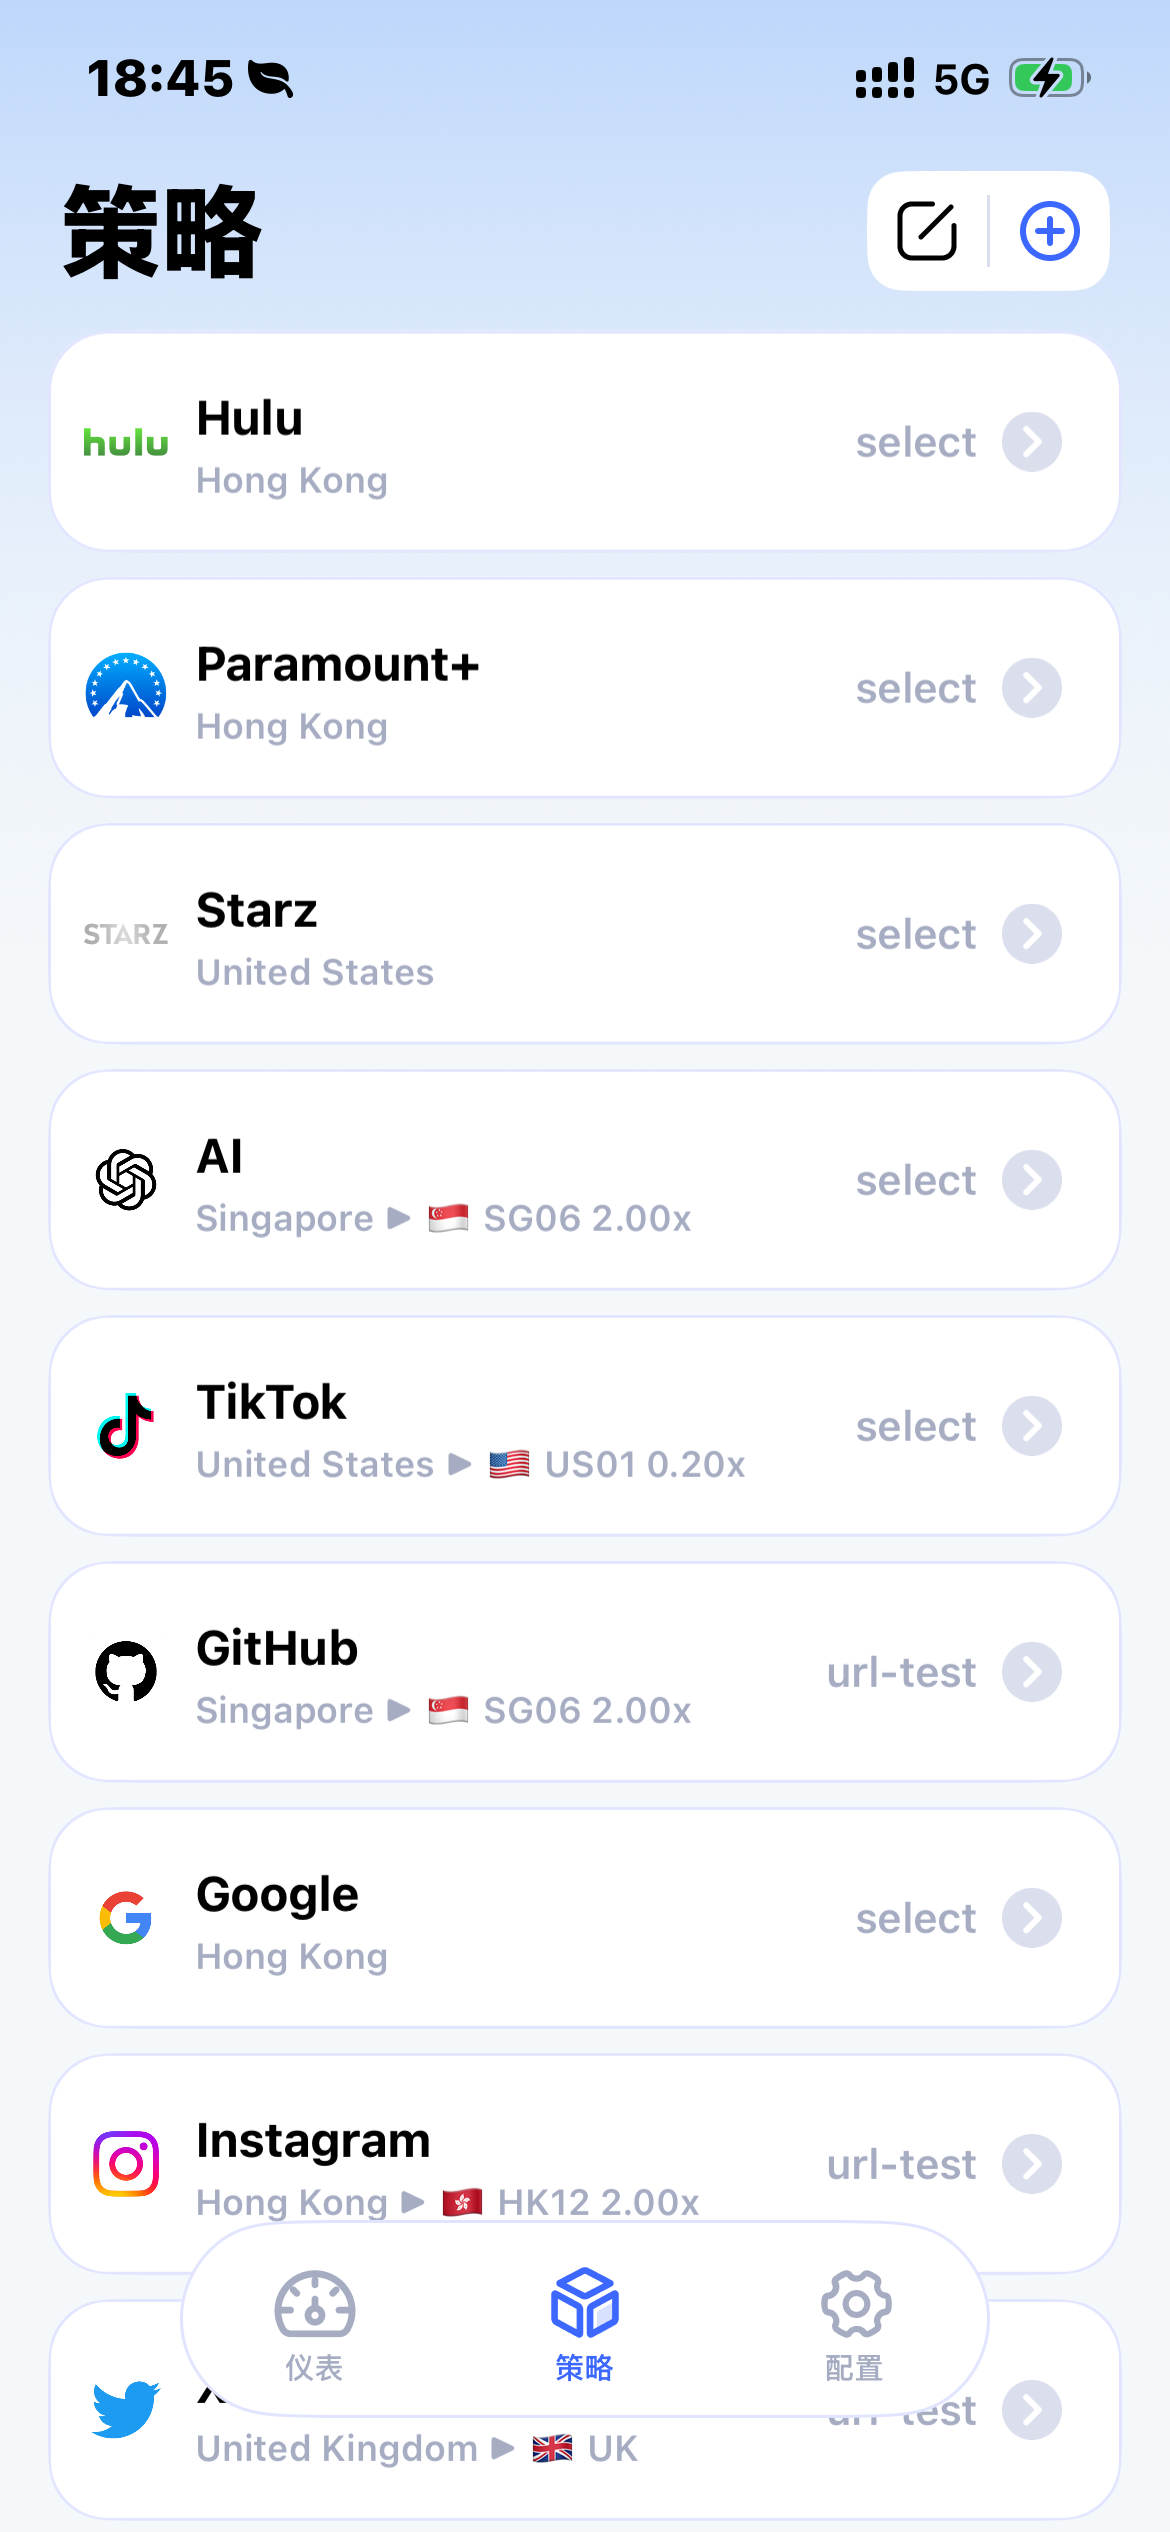 18:45
5G
策略
hulu
Hulu
select
Hong Kong
Paramount+
select
Hong Kong
STARZ
Starz
select
United States
AI
select
Singapore ▶ 🇸🇬 SG06 2.00x
TikTok
select
United States ▶ 🇺🇸 US01 0.20x
GitHub
url-test
Singapore ▶ 🇸🇬 SG06 2.00x
Google
select
Hong Kong
Instagram
url-test
Hong Kong ▶ 🇭🇰 HK12 2.00x
url-test
United Kingdom ▶ 🇬🇧 UK
仪表
策略
配置